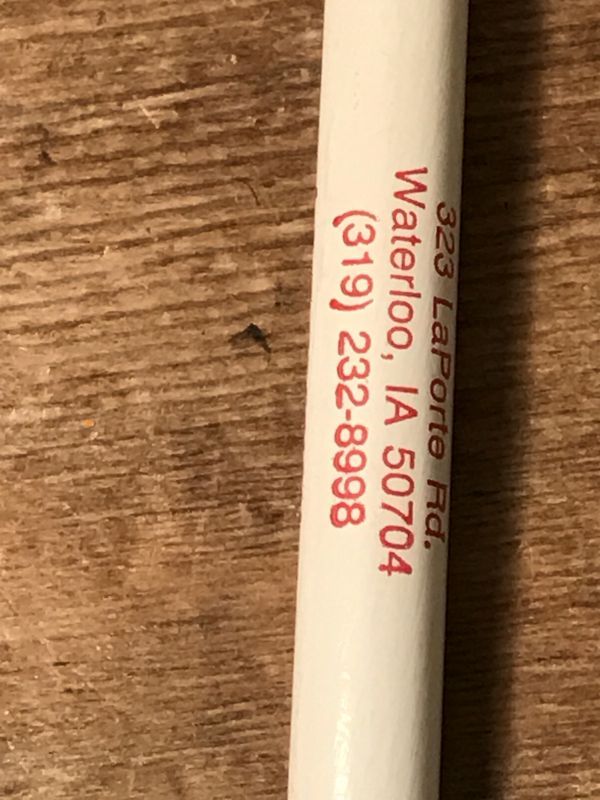 323 LaPorte Rd.
Waterloo, IA 50704
(319) 232-8998